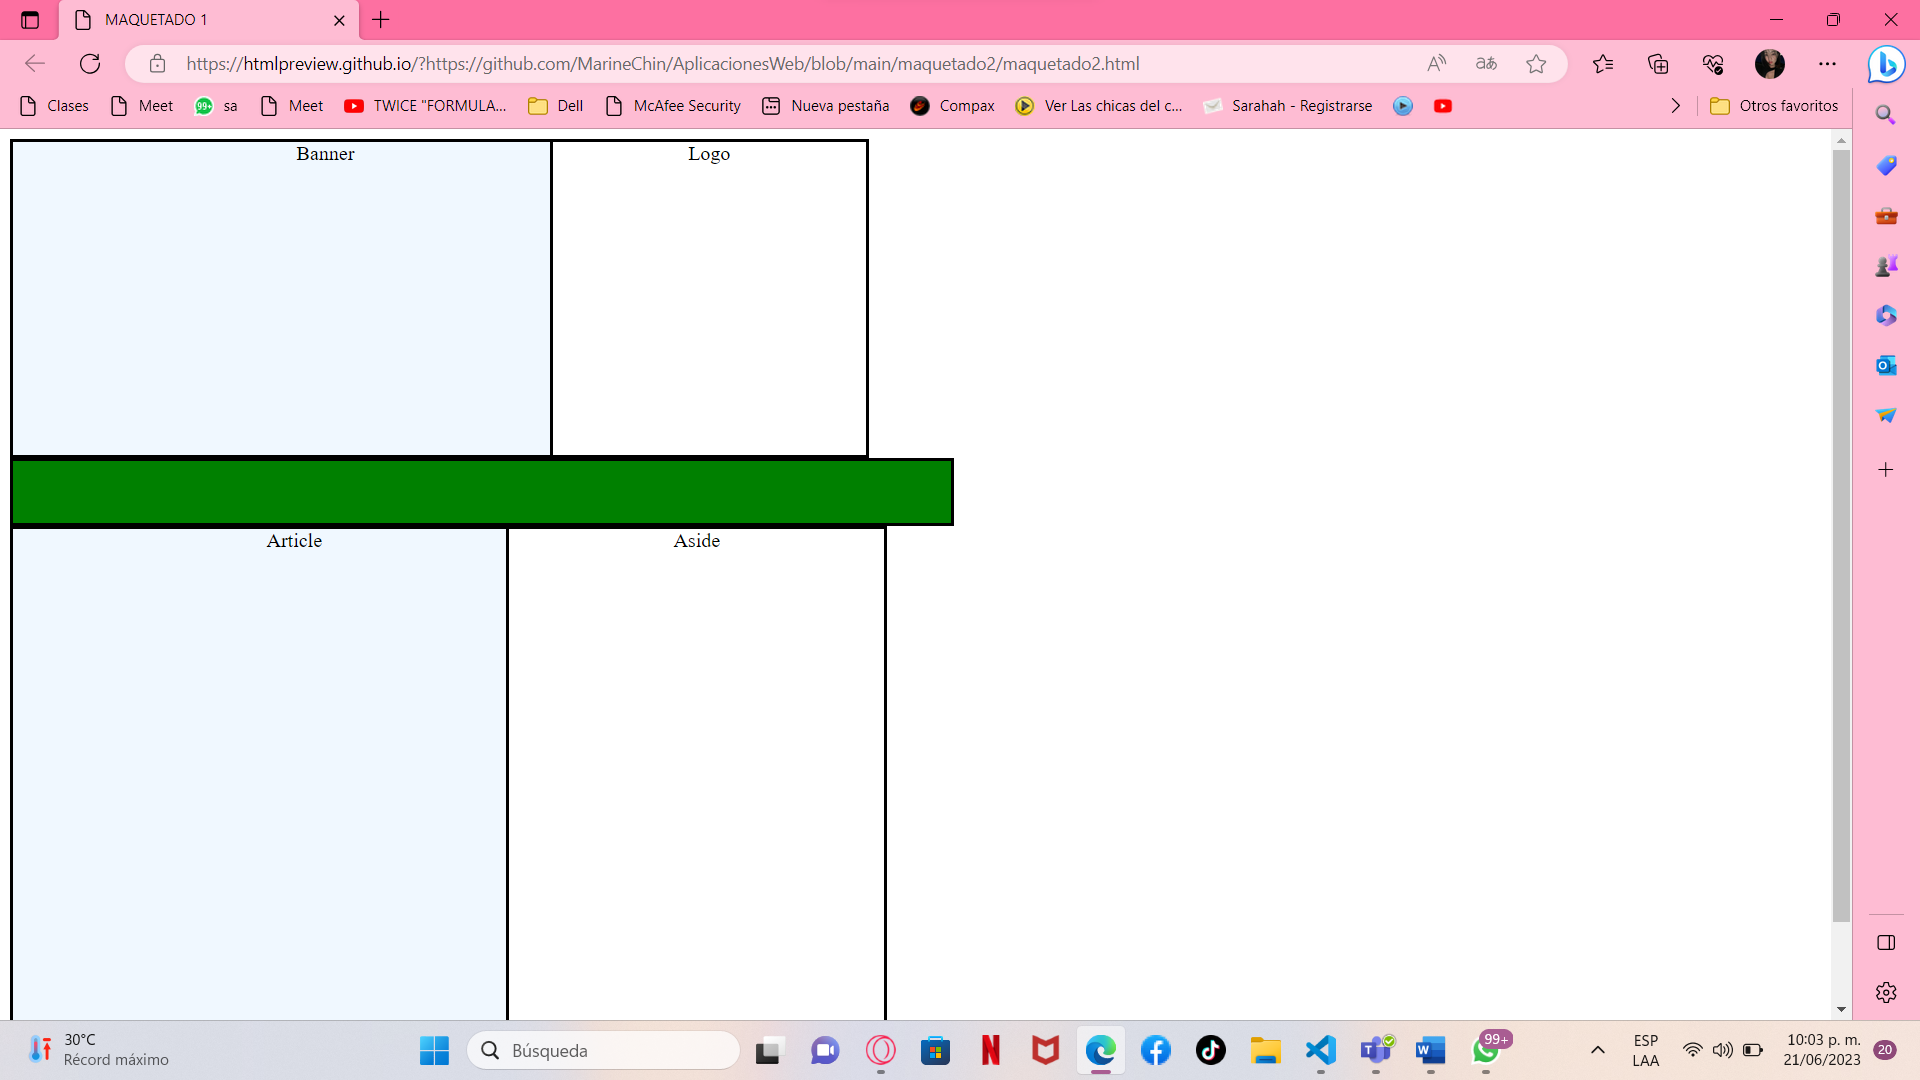 MAQUETADO 1
https://htmlpreview.github.io/?https://github.com/MarineChin/AplicacionesWeb/blob/main/maquetado2/maquetado2.html
Clases Meet 99+ sa Meet TWICE "FORMULA... Dell McAfee Security Nueva pestaña Compax Ver Las chicas del c... Sarahah - Registrarse Otros favoritos
Banner Logo
Article Aside
30°C
Récord máximo
Búsqueda
99+
ESP
LAA
10:03 p. m.
21/06/2023
20